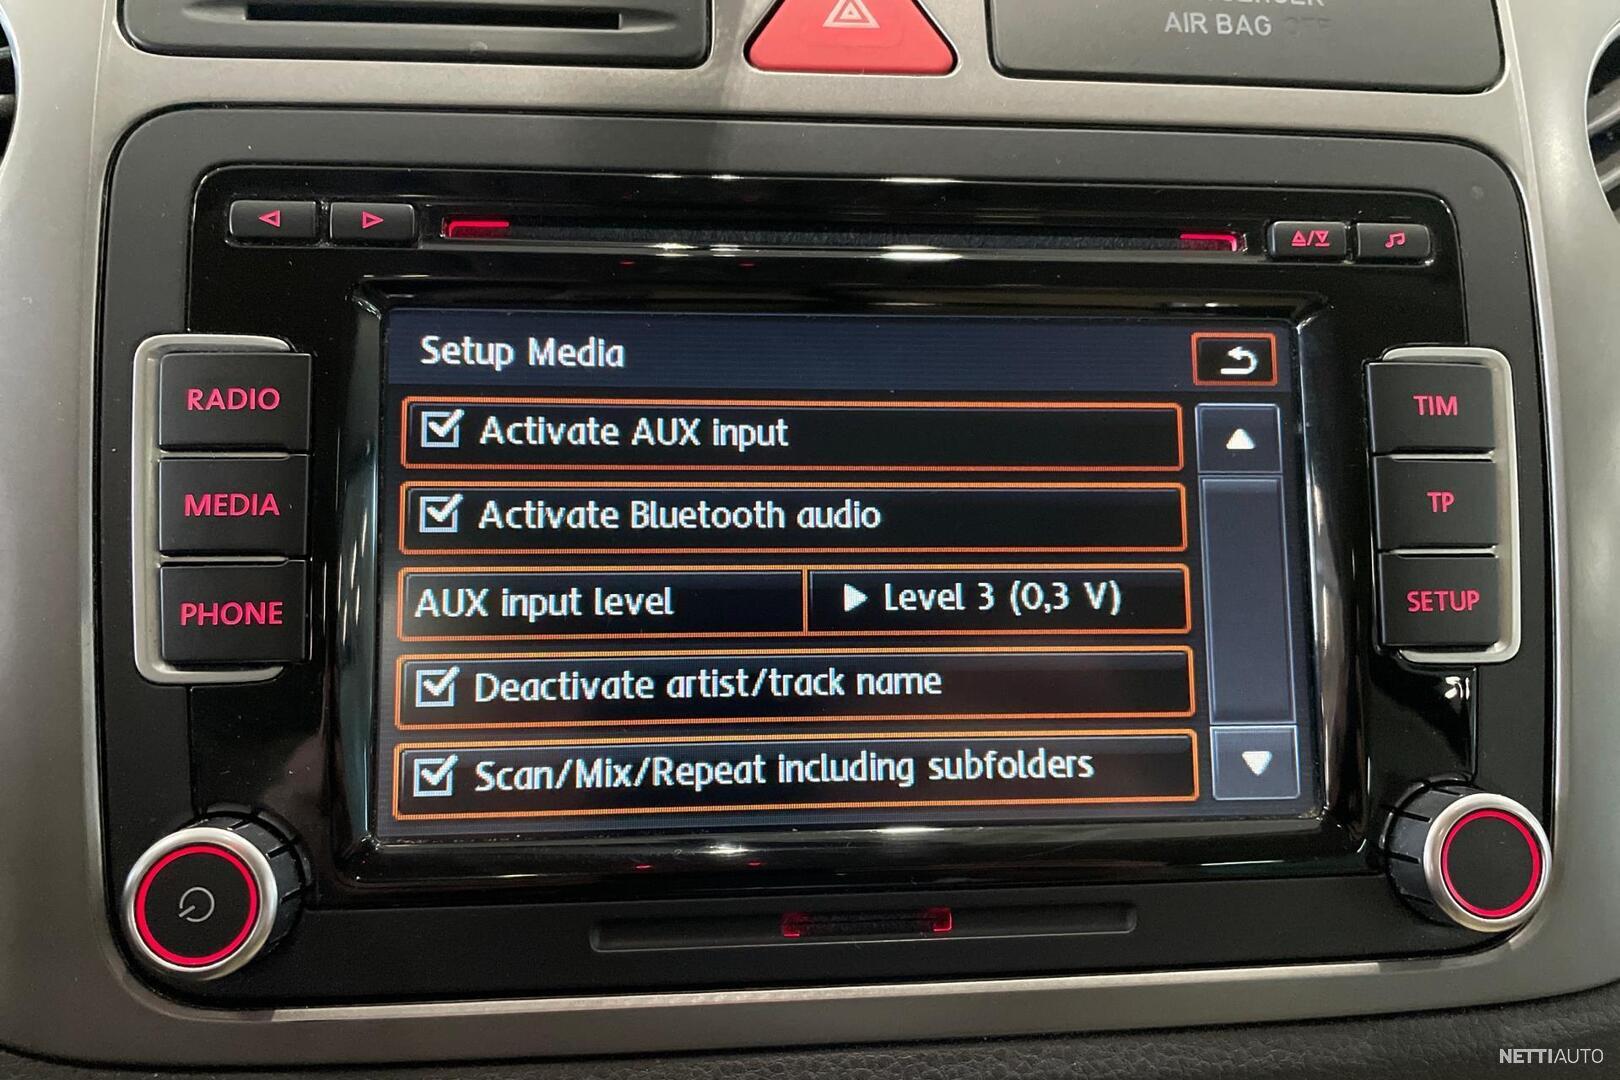 AIR BAG OFF
RADIO
MEDIA
PHONE
Setup Media
Activate AUX input
Activate Bluetooth audio
AUX input level
Level 3 (0,3 V)
Deactivate artist/track name
Scan/Mix/Repeat including subfolders
TIM
TP
SETUP
NETTIAUTO